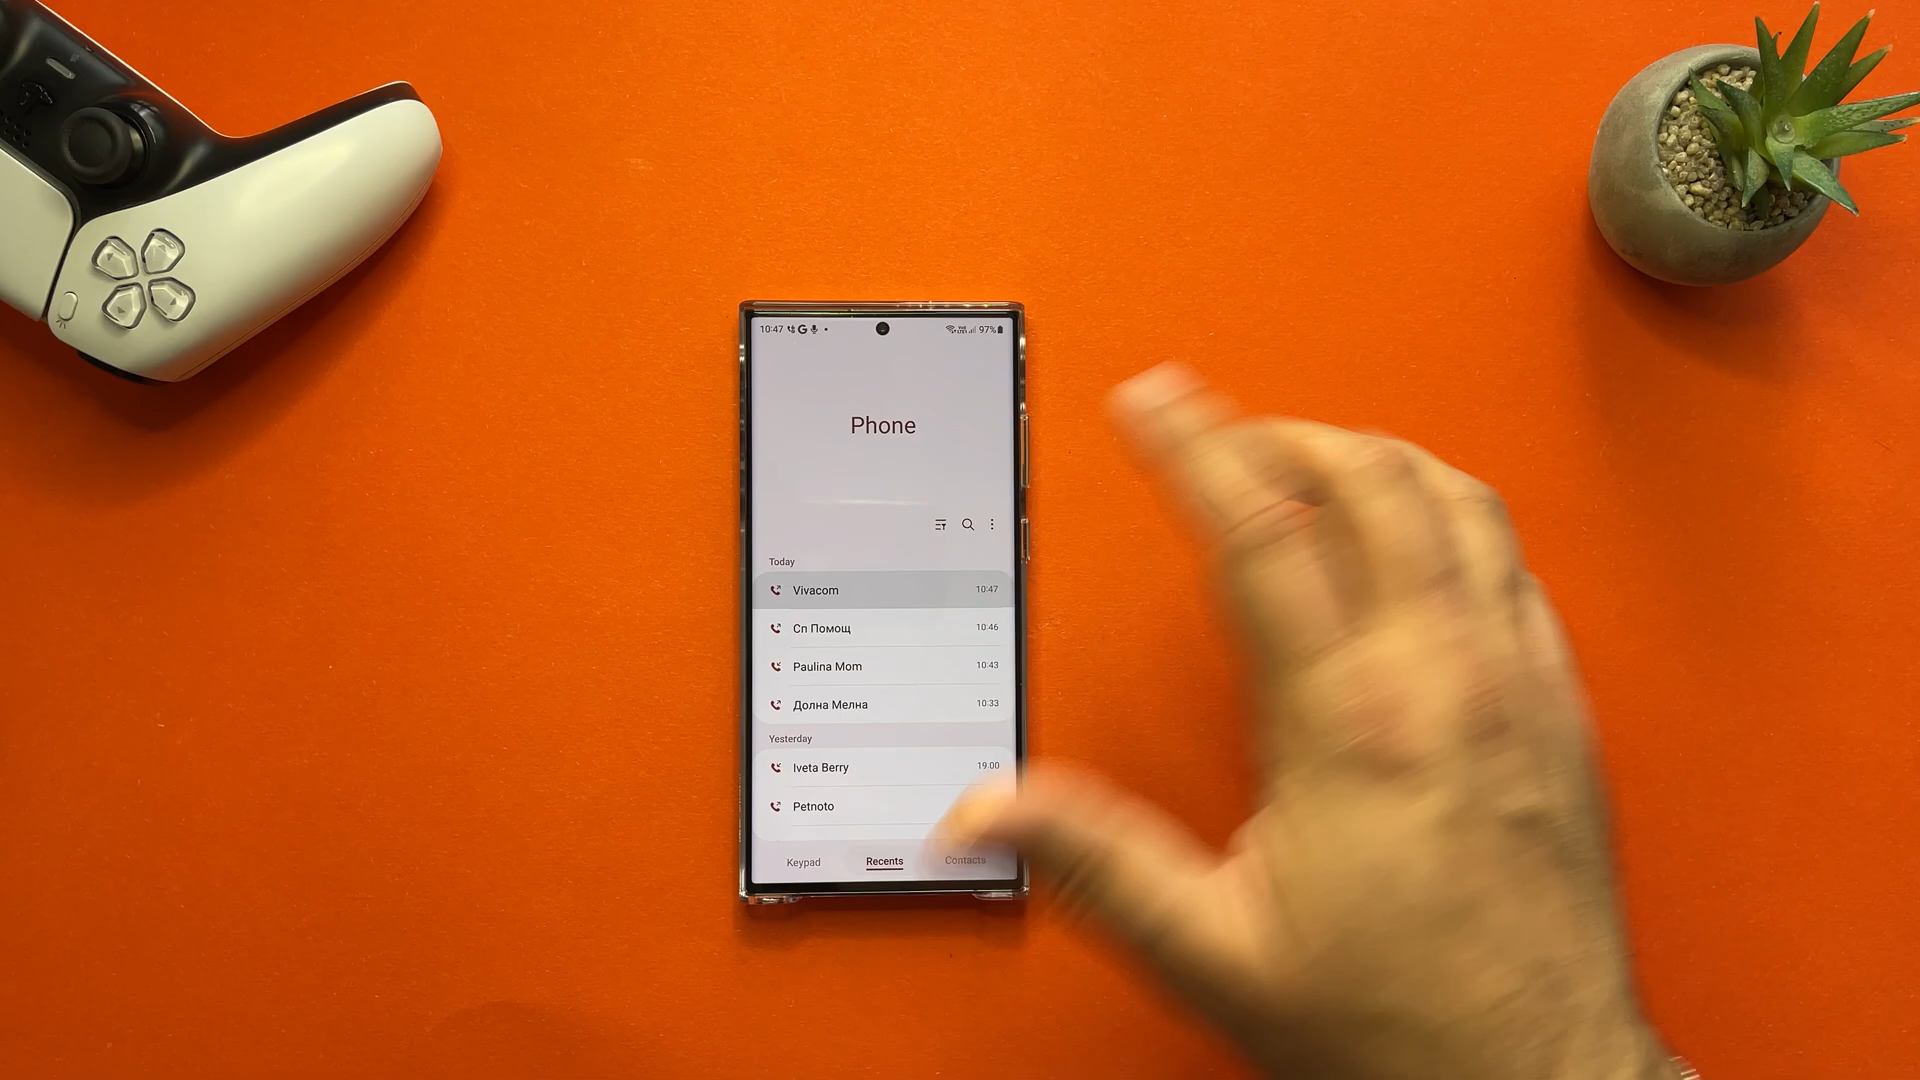 10:47 97%
Phone
Today
Vivacom 10:47
Сп Помощ 10:46
Paulina Mom 10:43
Долна Мелна 10:33
Yesterday
Iveta Berry 19:00
Petnoto
Keypad Recents Contacts